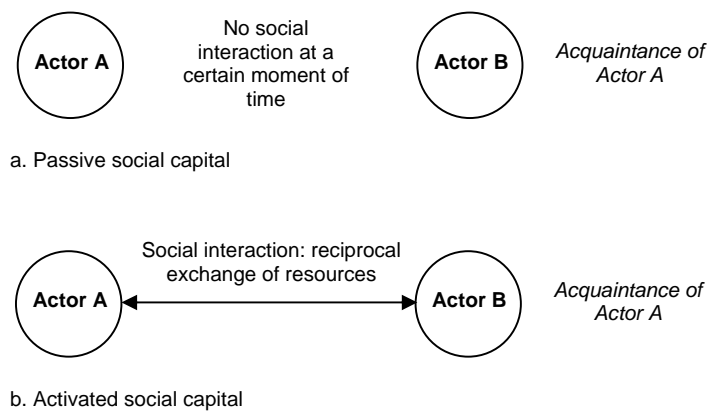 Actor A
No social
interaction at a
certain moment of
time
Actor B
Acquaintance of
Actor A
a. Passive social capital
Social interaction: reciprocal
exchange of resources
Actor A
Actor B
Acquaintance of
Actor A
b. Activated social capital